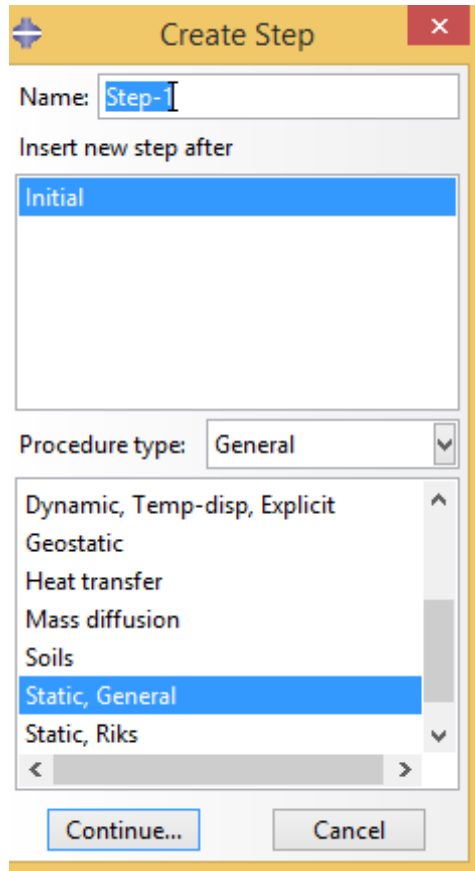 Create Step
Name: Step-1
Insert new step after
Initial
Procedure type: General
Dynamic, Temp-disp, Explicit
Geostatic
Heat transfer
Mass diffusion
Soils
Static, General
Static, Riks
Continue... Cancel